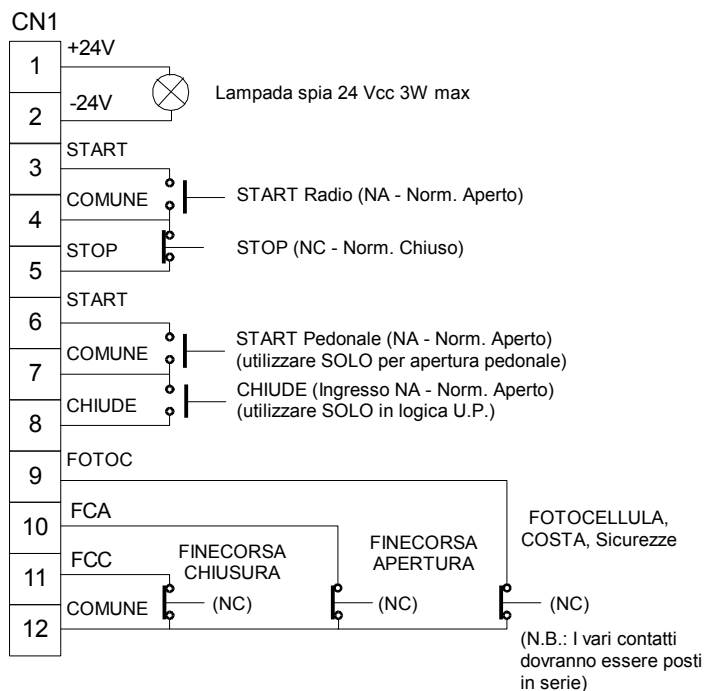 CN1
1
+24V
2
-24V
Lampada spia 24 Vcc 3W max
3
START
4
COMUNE
START Radio (NA - Norm. Aperto)
5
STOP
STOP (NC - Norm. Chiuso)
6
START
7
COMUNE
START Pedonale (NA - Norm. Aperto)
(utilizzare SOLO per apertura pedonale)
8
CHIUDE
CHIUDE (Ingresso NA - Norm. Aperto)
(utilizzare SOLO in logica U.P.)
9
FOTOC
10
FCA
11
FCC
12
COMUNE
FINECORSA
CHIUSURA
(NC)
FINECORSA
APERTURA
(NC)
FOTOCELLULA,
COSTA, Sicurezze
(NC)
(N.B.: I vari contatti
dovranno essere posti
in serie)